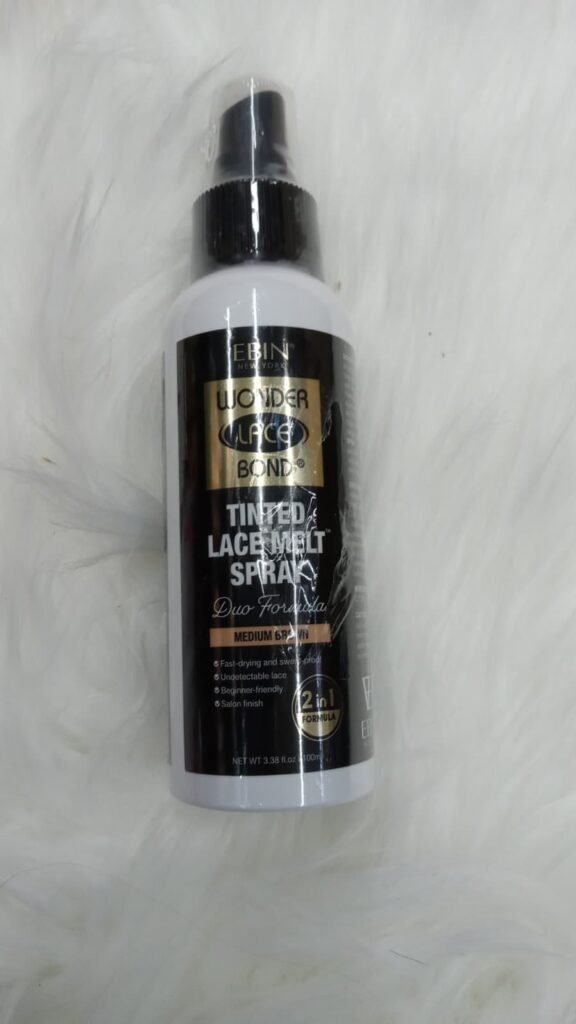 EBIN®
NEW YORK
WONDER
LACE
BOND®
TINTED
LACE MELT™
SPRAY
Duo Formula
MEDIUM BROWN
Fast-drying and sweat-proof
Undetectable lace
Beginner-friendly
Salon finish
2 in 1
FORMULA
NET WT 3.38 fl.oz. 100ml